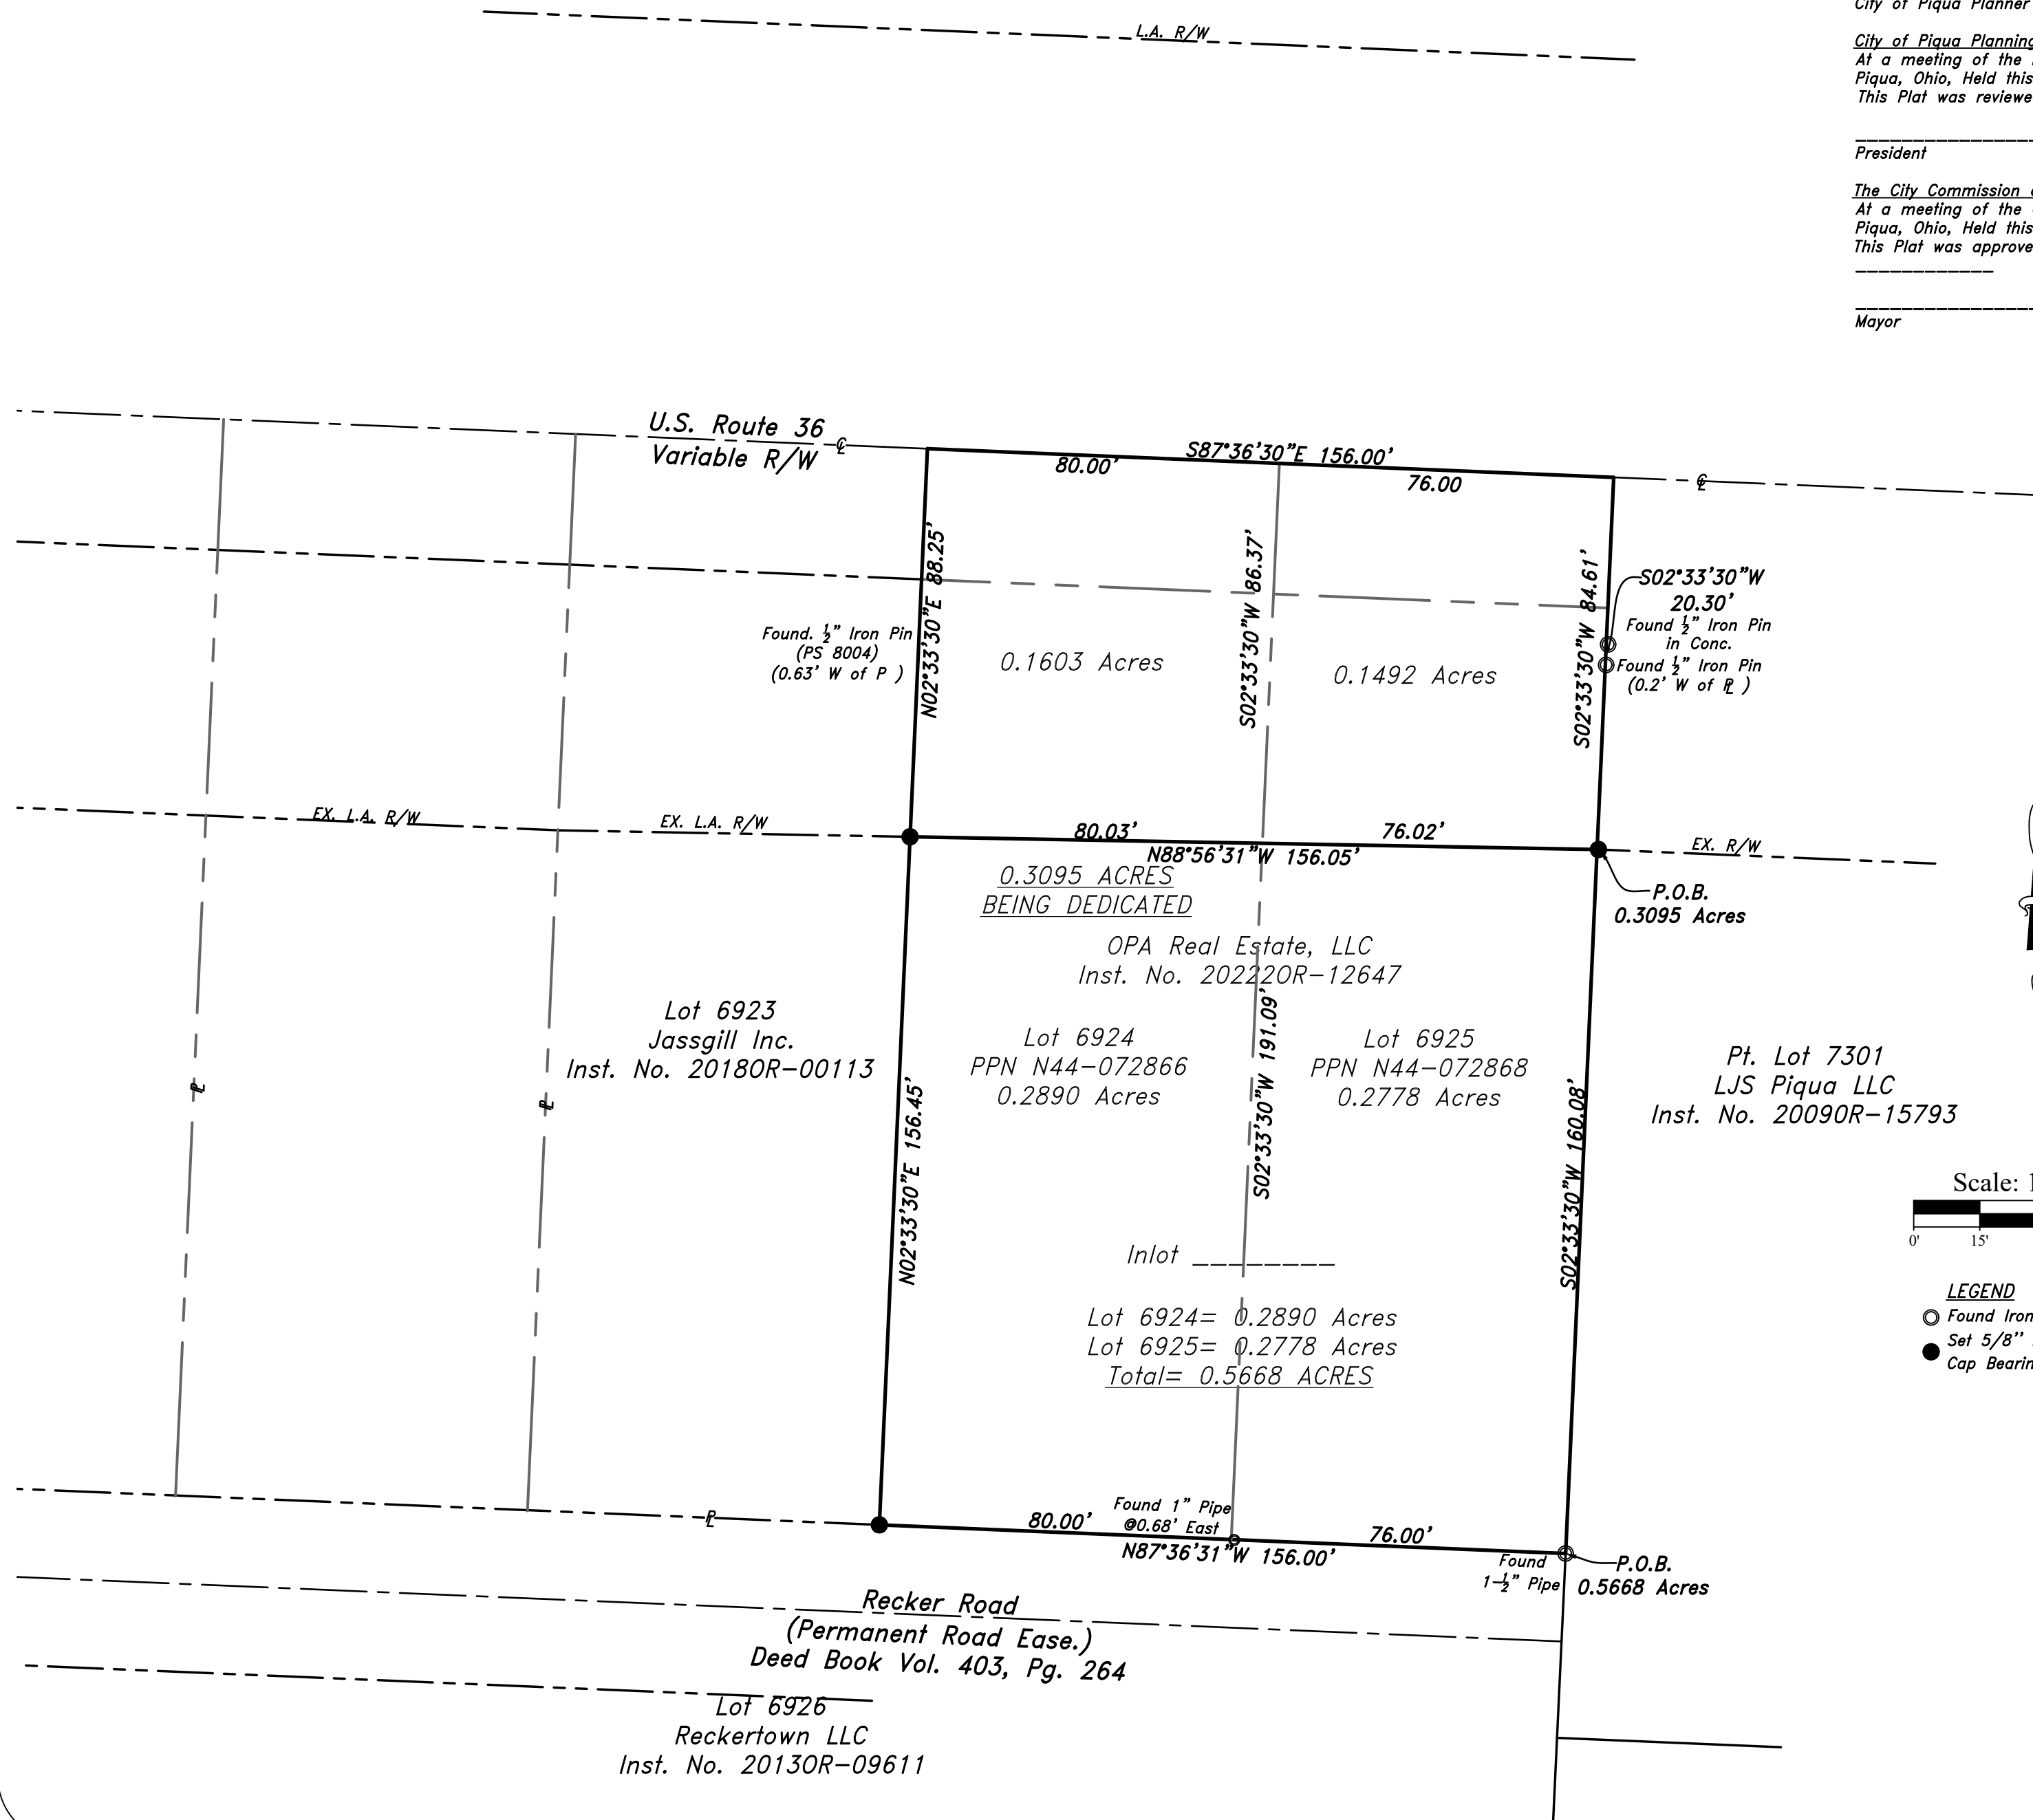 L.A. R/W
City of Piqua Planner
City of Piqua Planning
At a meeting of the
Piqua, Ohio, Held this
This Plat was reviewe
President
The City Commission
At a meeting of the
Piqua, Ohio, Held this
This Plat was approve
Mayor
U.S. Route 36
Variable R/W
S87°36'30"E 156.00'
80.00'
76.00
N02°33'30"E 88.25'
S02°33'30"W 86.37'
S02°33'30"W 84.61'
S02°33'30"W
20.30'
Found ½" Iron Pin
in Conc.
Found ½" Iron Pin
(0.2' W of PL )
Found. ½" Iron Pin
(PS 8004)
(0.63' W of P )
0.1603 Acres
0.1492 Acres
EX. L.A. R/W
EX. L.A. R/W
80.03'
76.02'
N88°56'31"W 156.05'
EX. R/W
0.3095 ACRES
BEING DEDICATED
P.O.B.
0.3095 Acres
OPA Real Estate, LLC
Inst. No. 20222OR-12647
Lot 6923
Jassgill Inc.
Inst. No. 2018OR-00113
Lot 6924
PPN N44-072866
0.2890 Acres
S02°33'30"W 191.09'
Lot 6925
PPN N44-072868
0.2778 Acres
Pt. Lot 7301
LJS Piqua LLC
Inst. No. 2009OR-15793
N02°33'30"E 156.45'
S02°33'30"W 160.08'
PL
PL
Scale: 1
0' 15'
Inlot ________
LEGEND
Found Iron
Set 5/8''
Cap Bearin
Lot 6924= 0.2890 Acres
Lot 6925= 0.2778 Acres
Total= 0.5668 ACRES
PL
80.00'
Found 1" Pipe
@0.68' East
76.00'
N87°36'31"W 156.00'
Found
1-½" Pipe
P.O.B.
0.5668 Acres
Recker Road
(Permanent Road Ease.)
Deed Book Vol. 403, Pg. 264
Lot 6926
Reckertown LLC
Inst. No. 2013OR-09611